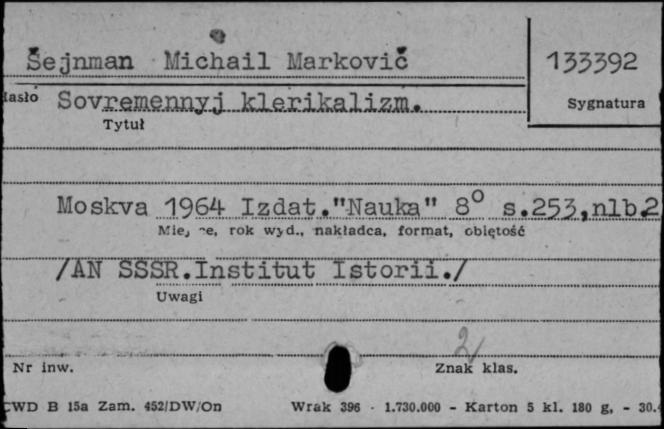 Šejnman Michail Markovič
133392
Hasło Sovremennyj klerikalizm.
Sygnatura
Tytuł
Moskva 1964 Izdat."Nauka" 8° s.253,nlb.2
Miejsce, rok wyd., nakładca, format, objętość
/AN SSSR.Institut Istorii./
Uwagi
2
Nr inw.
Znak klas.
CWD B 15a Zam. 452/DW/On
Wrak 396 - 1.730.000 - Karton 5 kl. 180 g, - 30.